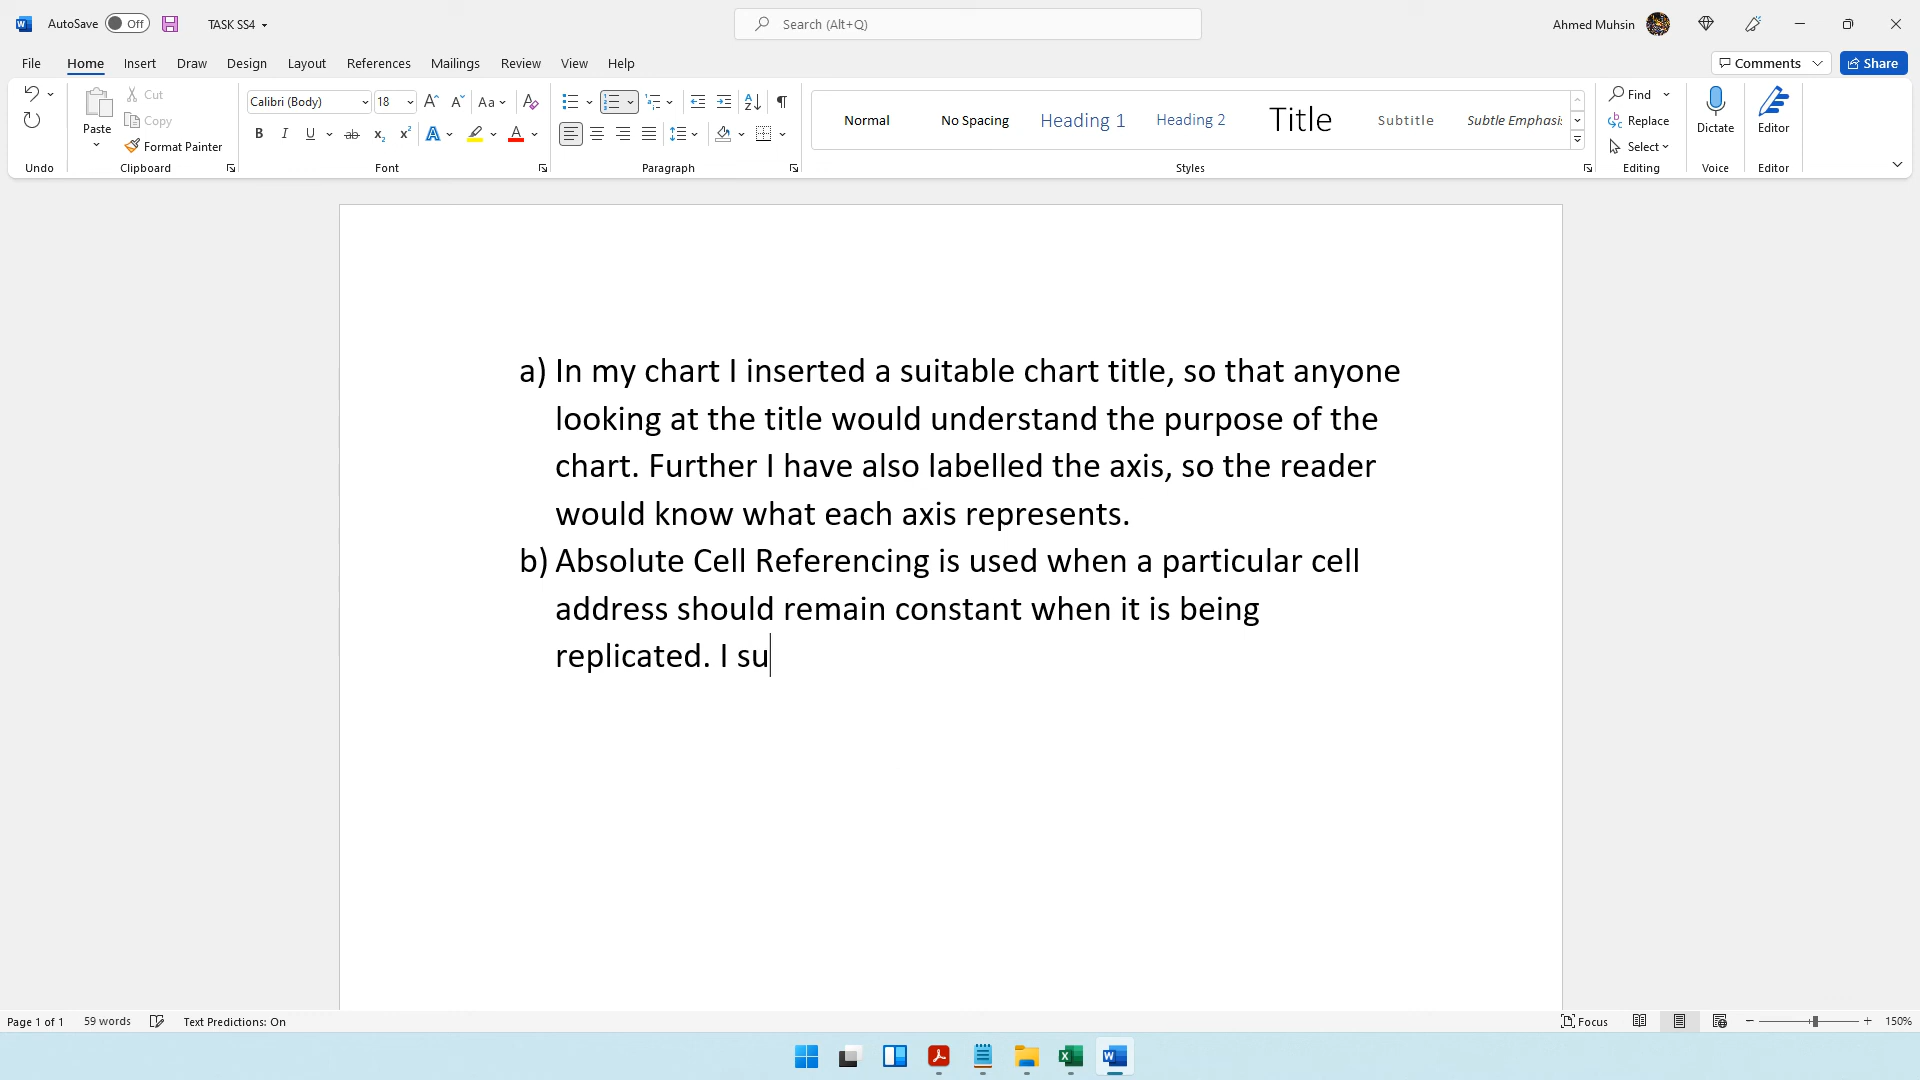 AutoSave Off TASK SS4 Search (Alt+Q) Ahmed Muhsin
File Home Insert Draw Design Layout References Mailings Review View Help Comments Share
Paste Cut Copy Format Painter
Calibri (Body) 18
Normal No Spacing Heading 1 Heading 2 Title Subtitle Subtle Emphasi
Find Replace Select Dictate Editor
Undo Clipboard Font Paragraph Styles Editing Voice Editor
a) In my chart I inserted a suitable chart title, so that anyone
looking at the title would understand the purpose of the
chart. Further I have also labelled the axis, so the reader
would know what each axis represents.
b) Absolute Cell Referencing is used when a particular cell
address should remain constant when it is being
replicated. I su
Page 1 of 1 59 words Text Predictions: On Focus 150%